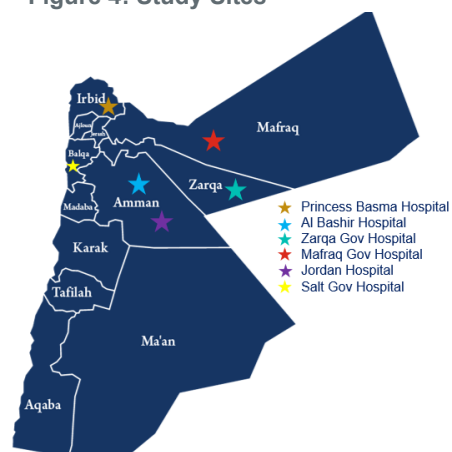 Figure 4: Study Sites
Irbid
Ajloun
Jerash
Mafraq
Balqa
Zarqa
Amman
Madaba
Princess Basma Hospital
Al Bashir Hospital
Zarqa Gov Hospital
Mafraq Gov Hospital
Jordan Hospital
Salt Gov Hospital
Karak
Tafilah
Ma'an
Aqaba